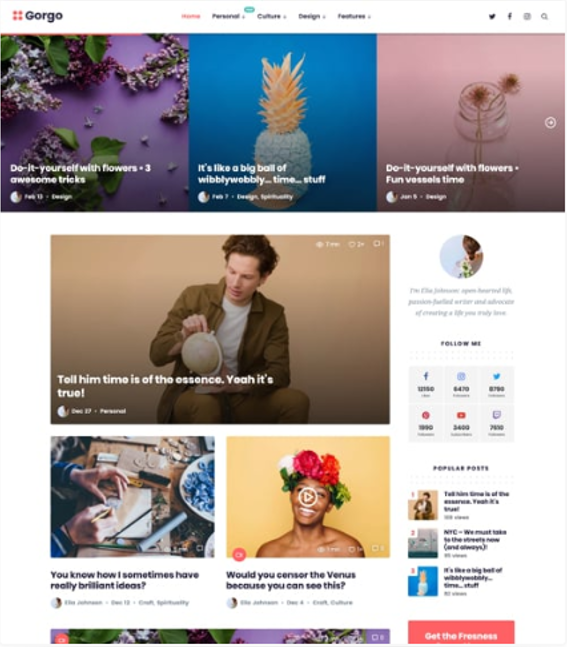 Gorgo
Home Personal Culture Design Features
Do-it-yourself with flowers • 3
awesome tricks
Feb 13 • Design
It's like a big ball of
wibblywobbly... time... stuff
Feb 7 • Design, Spirituality
Do-it-yourself with flowers •
Fun vessels time
Jan 5 • Design
Tell him time is of the essence. Yeah it's
true!
Dec 27 • Personal
You know how I sometimes have
really brilliant ideas?
Elia Johnson • Dec 12 • Craft, Spirituality
Would you censor the Venus
because you can see this?
Elia Johnson • Dec 4 • Craft, Culture
I'm Elia Johnson: open-hearted life,
passion-fuelled writer and advocate
of creating a life you truly love.
FOLLOW ME
12150 6470 8790
1990 3400 7610
POPULAR POSTS
1
Tell him time is of the
essence. Yeah it's
true!
2
NYC – We must take
to the streets now
(and always)!
3
It's like a big ball of
wibblywobbly...
time... stuff
Get the Freshness